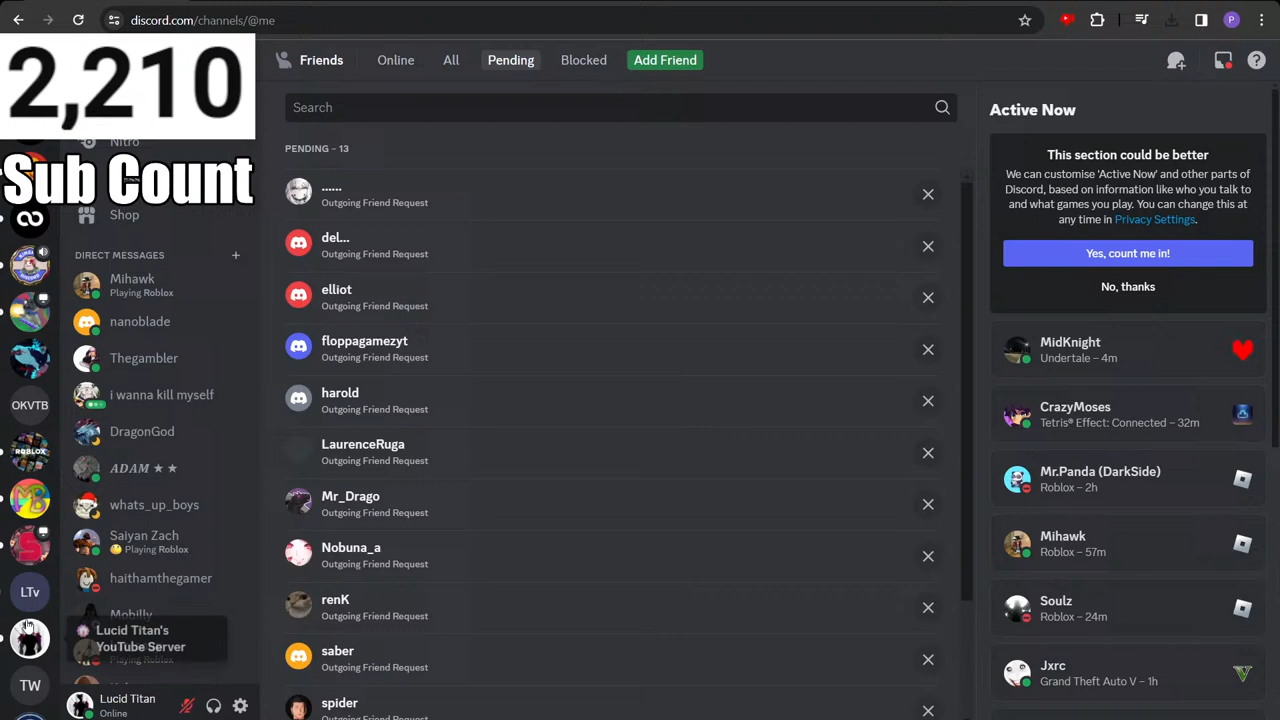 discord.com/channels/@me
P
2,210
Sub Count
Friends
Online
All
Pending
Blocked
Add Friend
Nitro
Shop
DIRECT MESSAGES
Mihawk
Playing Roblox
nanoblade
Thegambler
i wanna kill myself
DragonGod
ADAM ★ ★
whats_up_boys
Saiyan Zach
Playing Roblox
haithamthegamer
Mobilly
Lucid Titan's
YouTube Server
Playing Roblox
OKVTB
ROBLOX
MB
S
LTv
TW
Lucid Titan
Online
Search
PENDING – 13
......
Outgoing Friend Request
del...
Outgoing Friend Request
elliot
Outgoing Friend Request
floppagamezyt
Outgoing Friend Request
harold
Outgoing Friend Request
LaurenceRuga
Outgoing Friend Request
Mr_Drago
Outgoing Friend Request
Nobuna_a
Outgoing Friend Request
renK
Outgoing Friend Request
saber
Outgoing Friend Request
spider
Outgoing Friend Request
Active Now
This section could be better
We can customise 'Active Now' and other parts
of Discord, based on information like who you talk to
and what games you play. You can change this at
any time in Privacy Settings.
Yes, count me in!
No, thanks
MidKnight
Undertale – 4m
CrazyMoses
Tetris® Effect: Connected – 32m
Mr.Panda (DarkSide)
Roblox – 2h
Mihawk
Roblox – 57m
Soulz
Roblox – 24m
Jxrc
Grand Theft Auto V – 1h